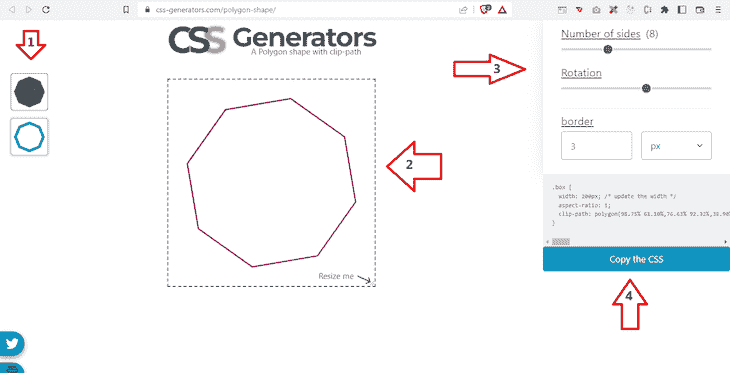 css-generators.com/polygon-shape/
CSS Generators
A Polygon shape with clip-path
1
2
Resize me
3
Number of sides (8)
Rotation
border
3
px
.box {
width: 200px; /* update the width */
aspect-ratio: 1;
clip-path: polygon(98.75% 61.10%,76.63% 92.32%,38.90%
}
Copy the CSS
4